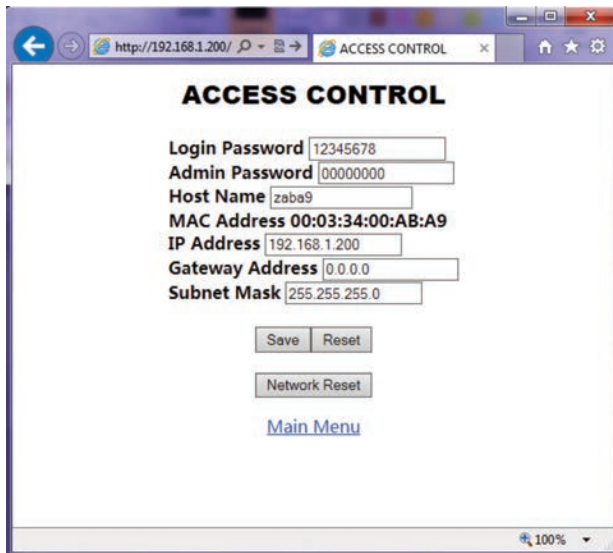 http://192.168.1.200/
ACCESS CONTROL
ACCESS CONTROL
Login Password 12345678
Admin Password 00000000
Host Name zaba9
MAC Address 00:03:34:00:AB:A9
IP Address 192.168.1.200
Gateway Address 0.0.0.0
Subnet Mask 255.255.255.0
Save Reset
Network Reset
Main Menu
100%